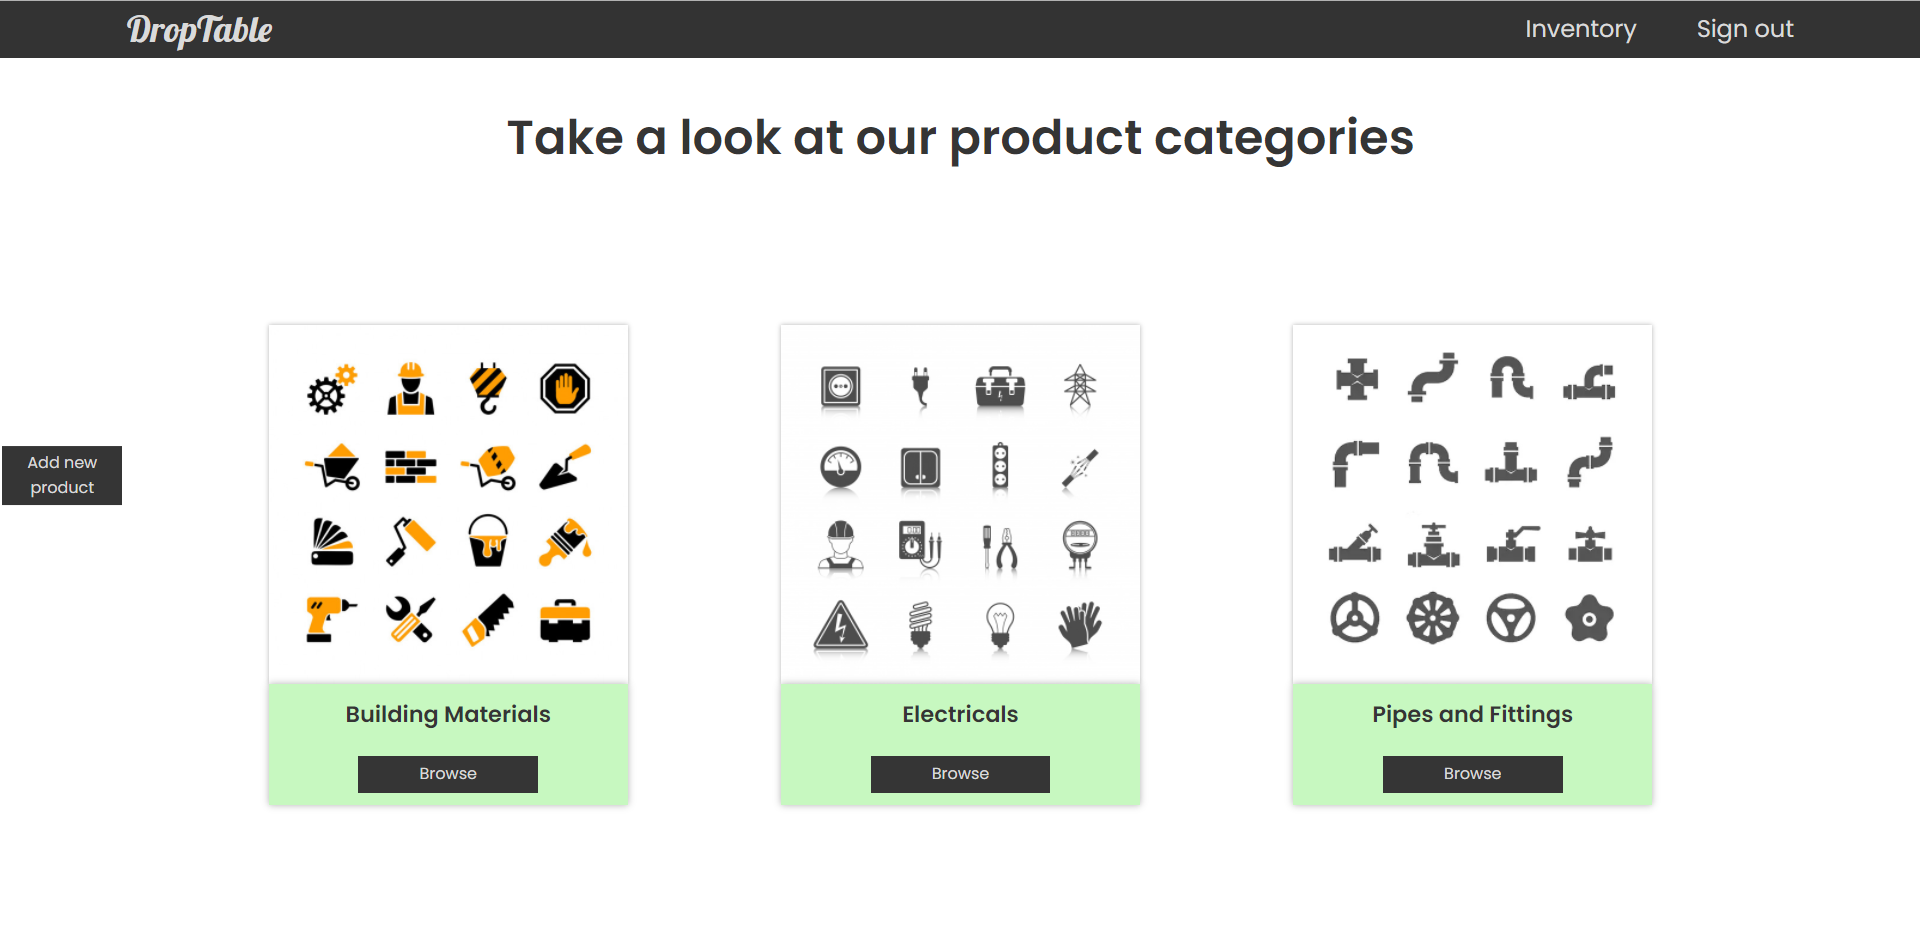 DropTable
Inventory
Sign out
Take a look at our product categories
Add new
product
Building Materials
Browse
Electricals
Browse
Pipes and Fittings
Browse